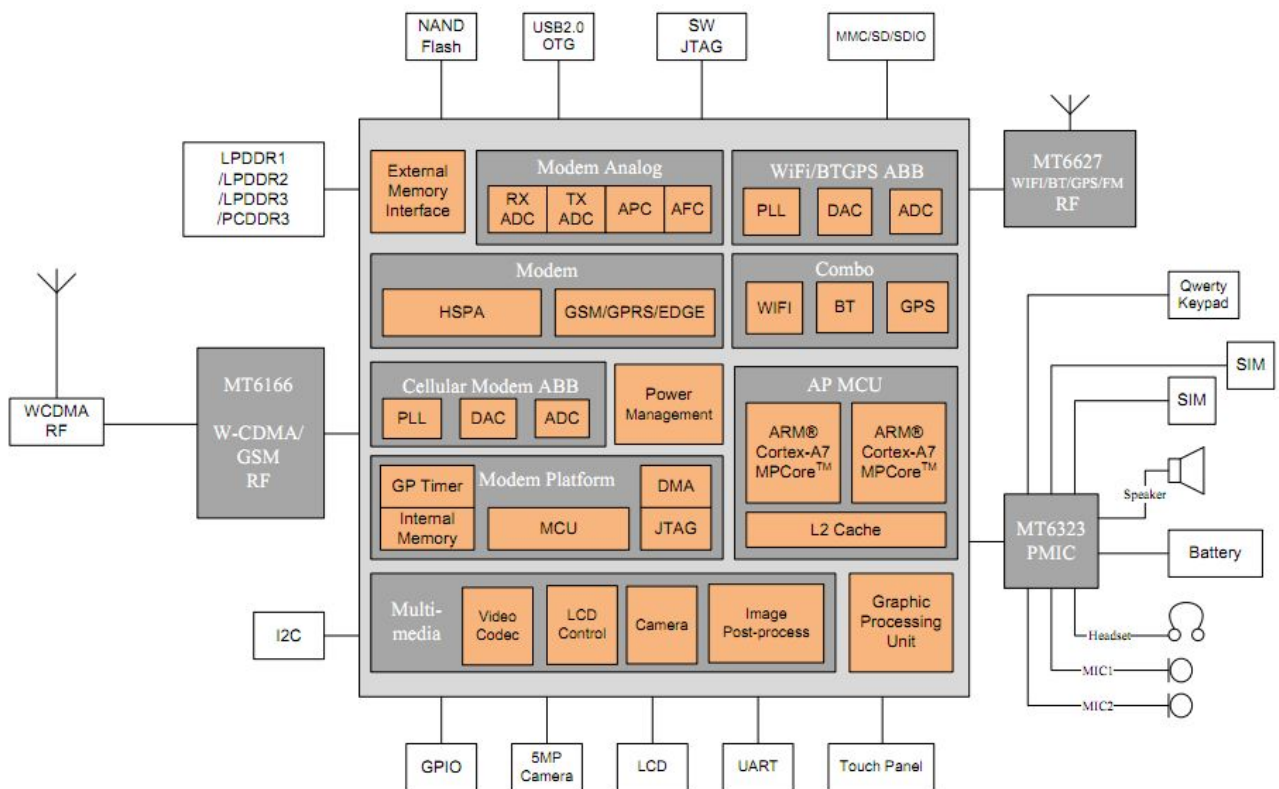 NAND
Flash
USB2.0
OTG
SW
JTAG
MMC/SD/SDIO
LPDDR1
/LPDDR2
/LPDDR3
/PCDDR3
External
Memory
Interface
Modem Analog
RX
ADC
TX
ADC
APC
AFC
WiFi/BTGPS ABB
PLL
DAC
ADC
MT6627
WIFI/BT/GPS/FM
RF
Modem
HSPA
GSM/GPRS/EDGE
Combo
WIFI
BT
GPS
Qwerty
Keypad
SIM
SIM
WCDMA
RF
MT6166
W-CDMA/
GSM
RF
Cellular Modem ABB
PLL
DAC
ADC
Power
Management
AP MCU
ARM®
Cortex-A7
MPCore™
ARM®
Cortex-A7
MPCore™
L2 Cache
Modem Platform
GP Timer
Internal
Memory
MCU
DMA
JTAG
MT6323
PMIC
Speaker
Battery
Headset
MIC1
MIC2
I2C
Multi-
media
Video
Codec
LCD
Control
Camera
Image
Post-process
Graphic
Processing
Unit
GPIO
5MP
Camera
LCD
UART
Touch Panel